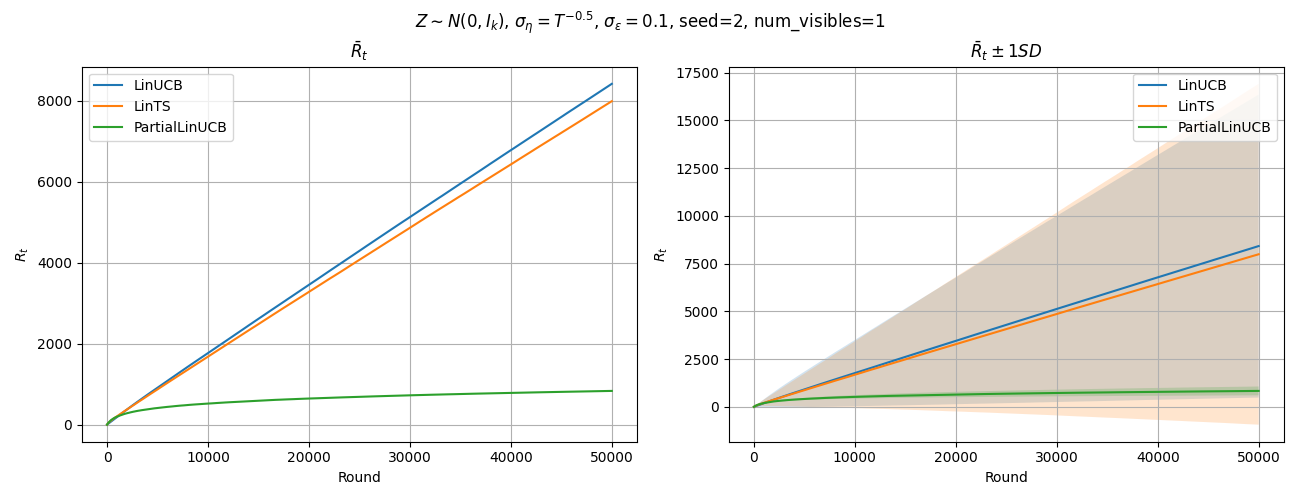 Z ∼ N(0, I_k), σ_η = T^{−0.5}, σ_ε = 0.1, seed=2, num_visibles=1
R̄_t
LinUCB
LinTS
PartialLinUCB
8000
6000
4000
2000
0
R_t
0 10000 20000 30000 40000 50000
Round
R̄_t ± 1SD
LinUCB
LinTS
PartialLinUCB
17500
15000
12500
10000
7500
5000
2500
0
R_t
0 10000 20000 30000 40000 50000
Round